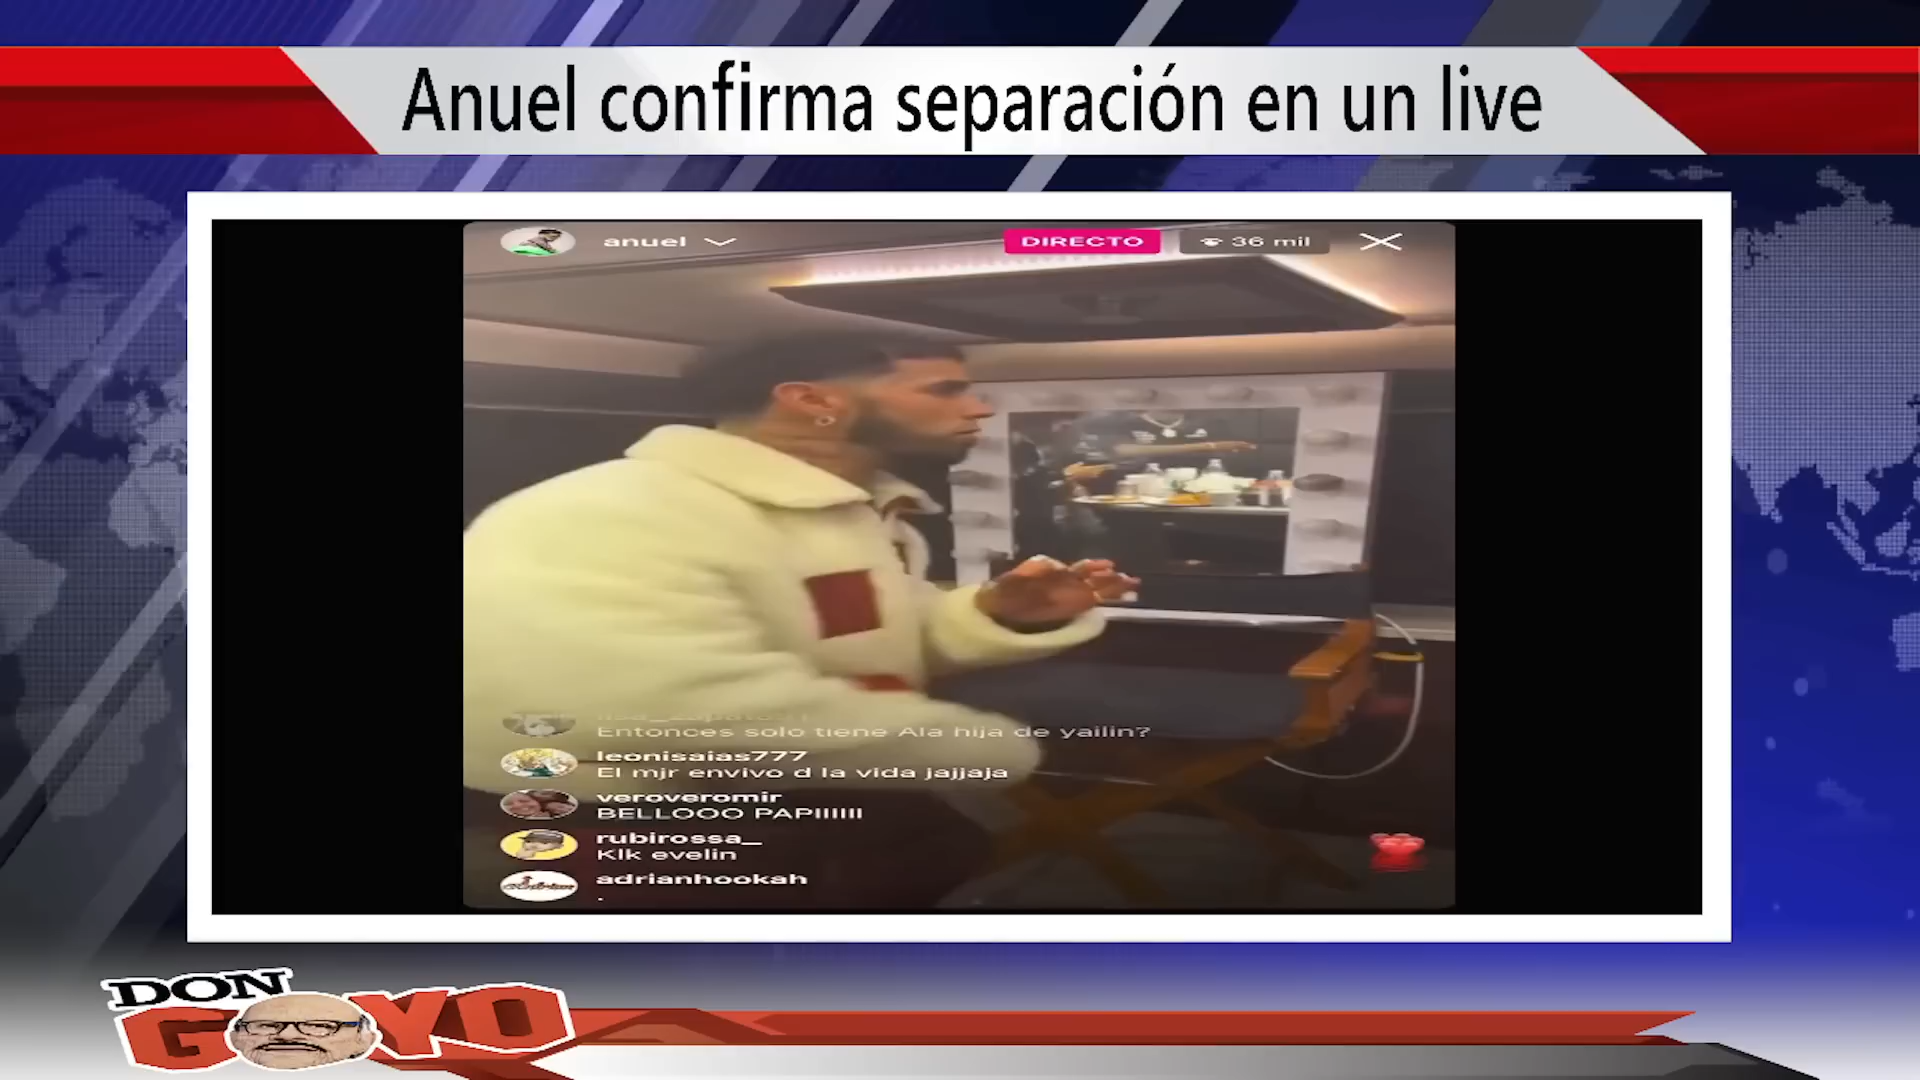 Anuel confirma separación en un live
anuel
DIRECTO
36 mil
Entonces solo tiene Ala hija de yailin?
leonisaias777
El mjr envivo d la vida jajjaja
veroveromir
BELLOOO PAPIIIIII
rubirossa_
Klk evelin
adrianhookah
.
DON
GOYO